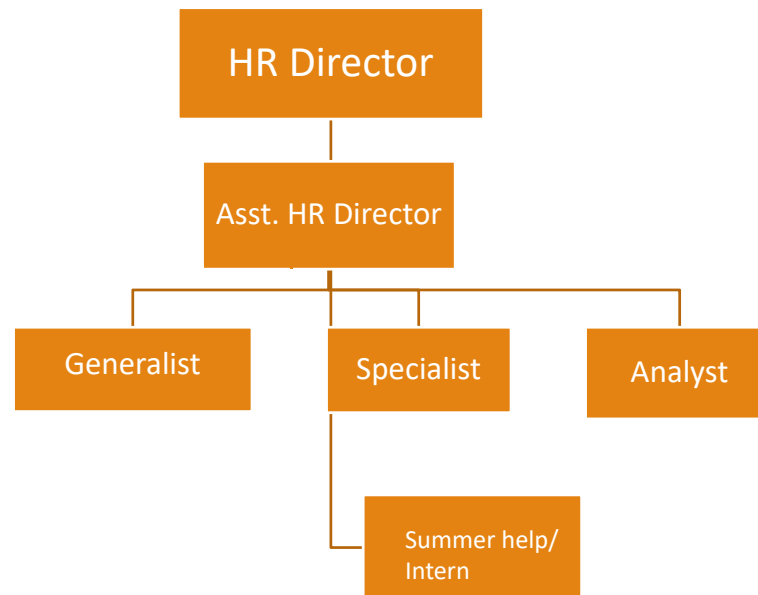 HR Director
Asst. HR Director
Generalist
Specialist
Analyst
Summer help/
Intern